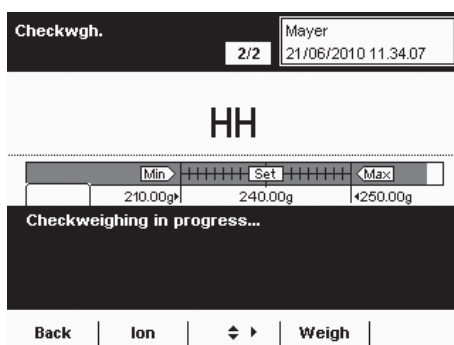 Checkwgh.
2/2
Mayer
21/06/2010 11.34.07
HH
Min Set Max
210.00g 240.00g 250.00g
Checkweighing in progress...
Back Ion Weigh